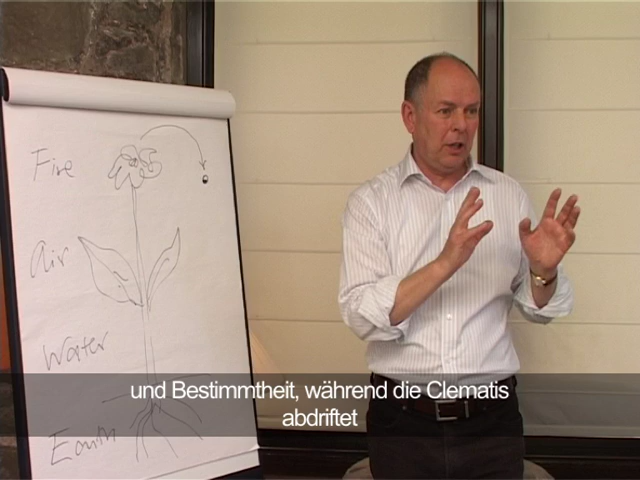 Fire
Air
Water
Earth
und Bestimmtheit, während die Clematis
abdriftet